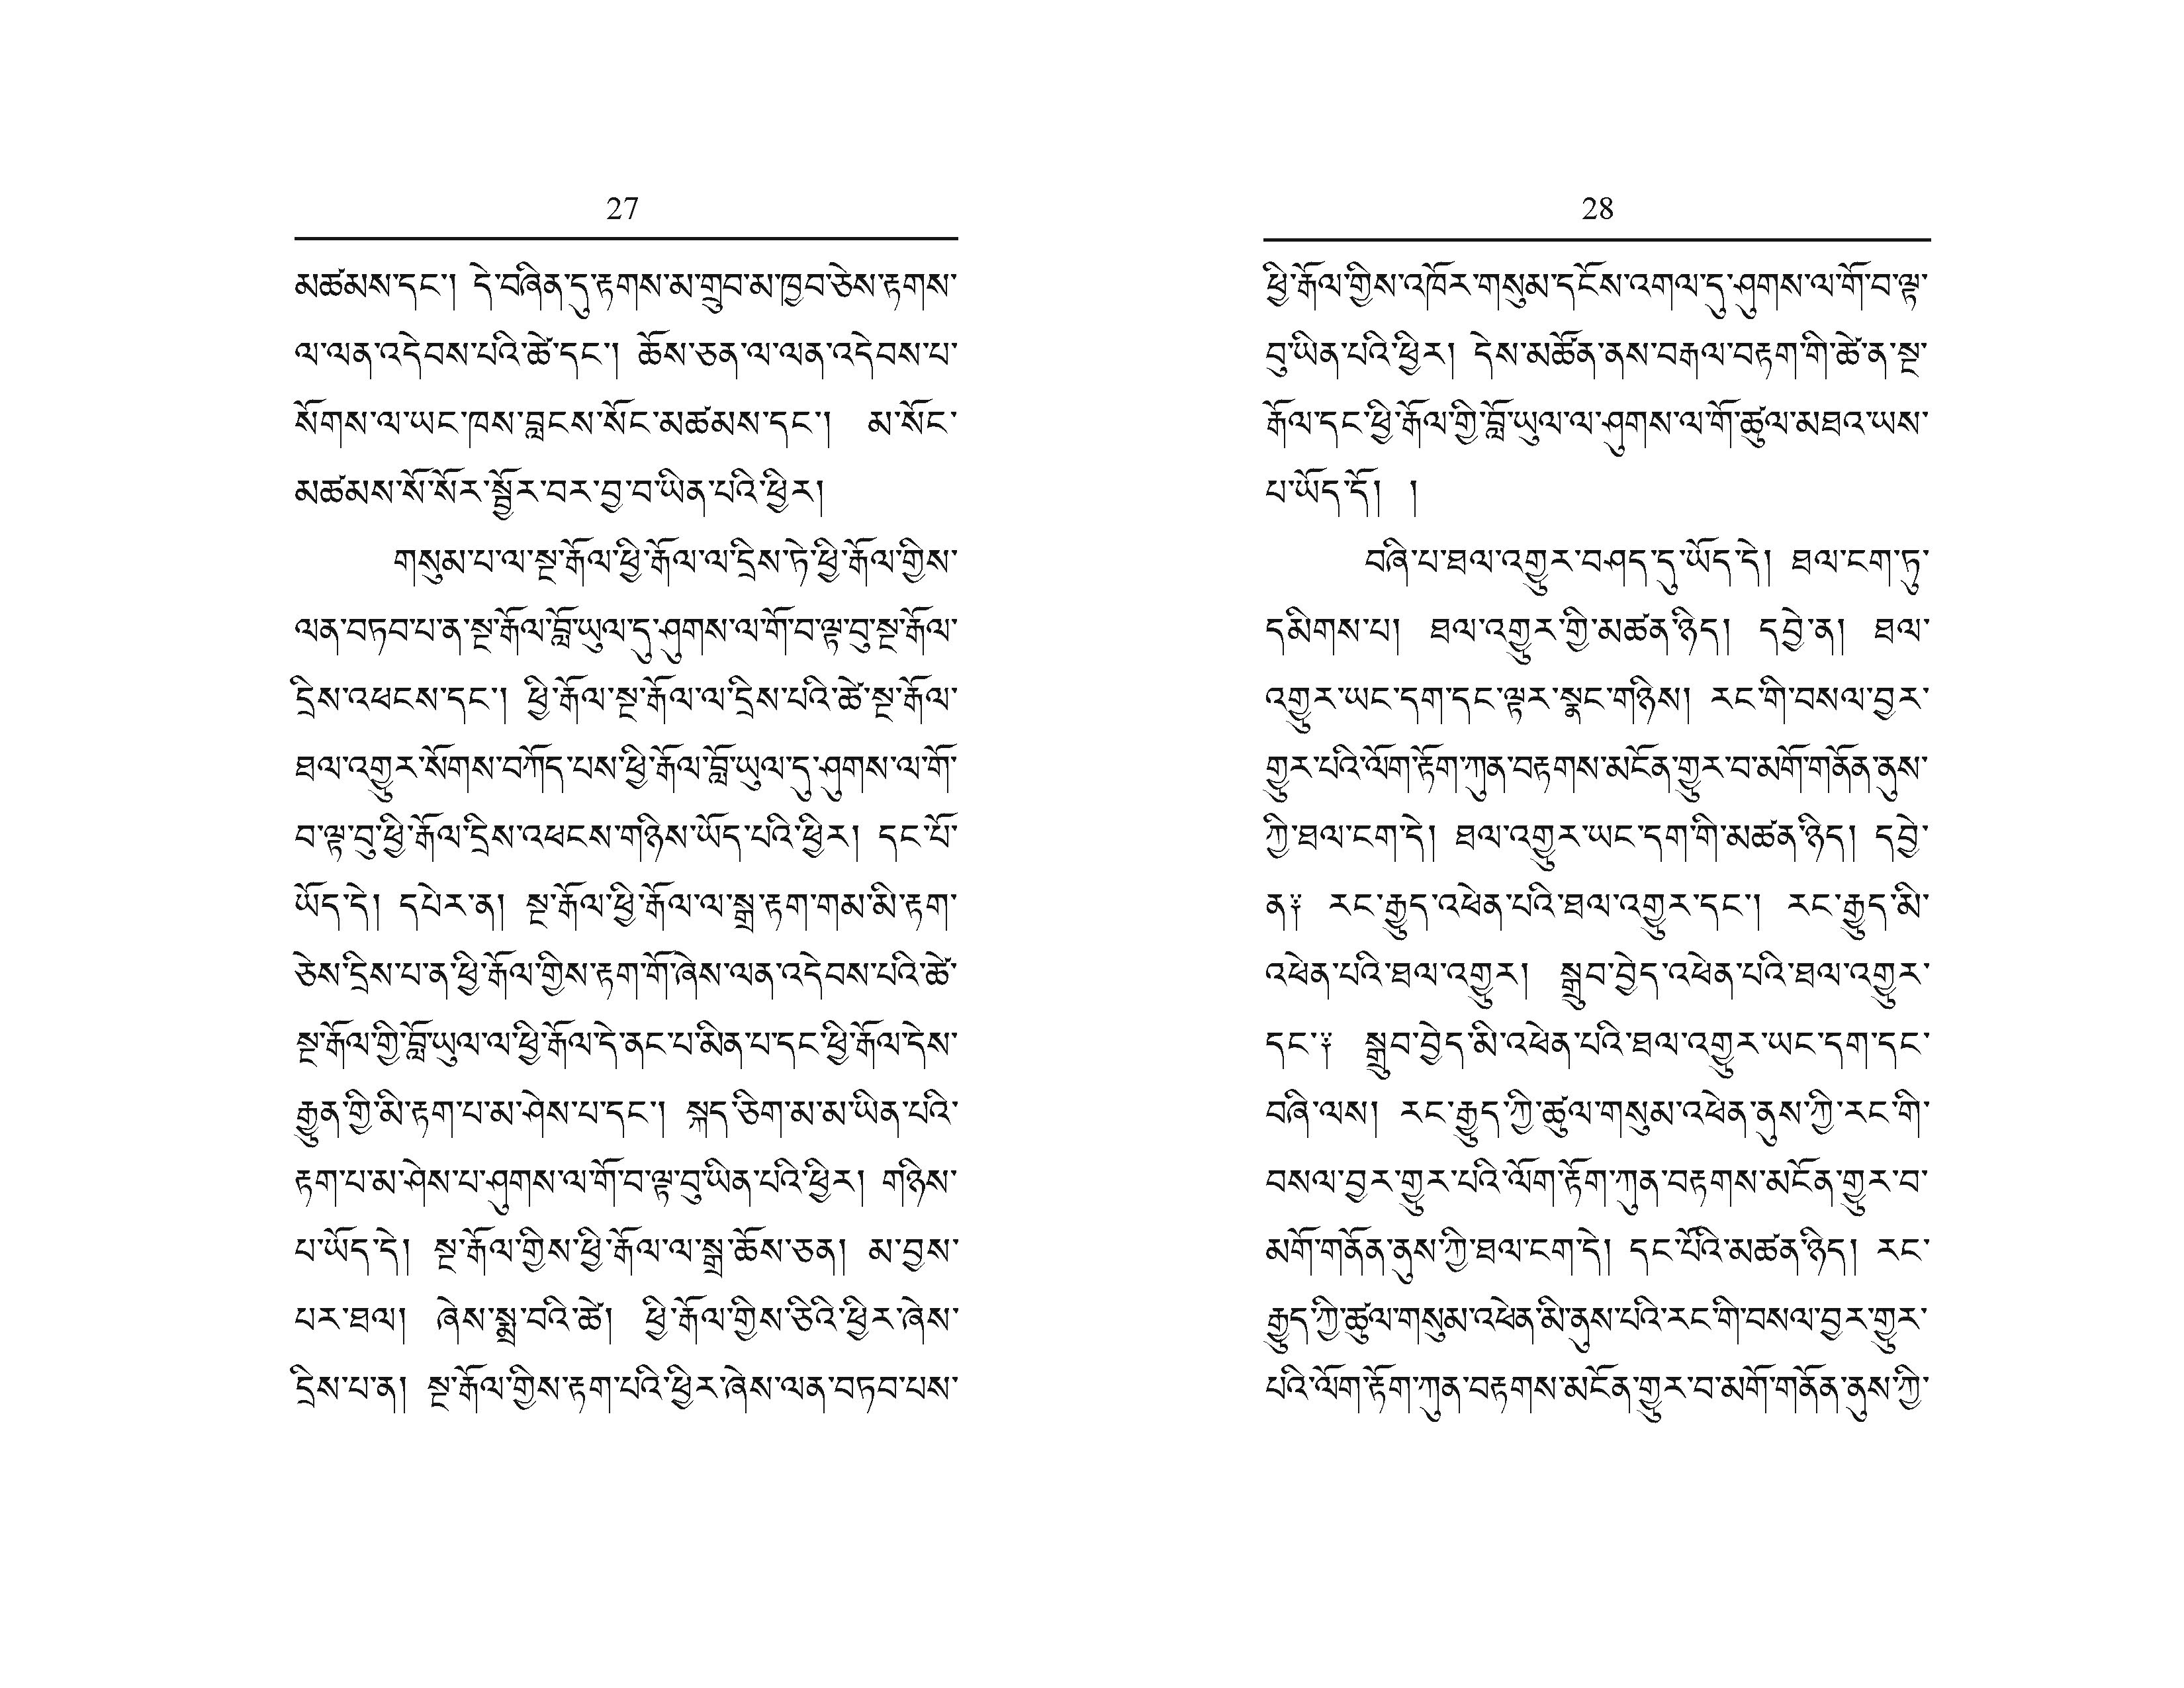 27
མཚམས་དང་། དེ་བཞིན་དུ་རྟགས་མ་གྲུབ་མ་ཁྱབ་ཅེས་རྟགས་
ལ་ལན་འདེབས་པའི་ཚེ་དང་། ཆོས་ཅན་ལ་ལན་འདེབས་པ་
སོགས་ལ་ཡང་ཁས་བླངས་སོང་མཚམས་དང་། མ་སོང་
མཚམས་སོ་སོར་སྦྱོར་བར་བྱ་བ་ཡིན་པའི་ཕྱིར།
གསུམ་པ་ལ་སྔ་རྒོལ་ཕྱི་རྒོལ་ལ་དྲིས་ཏེ་ཕྱི་རྒོལ་གྱིས་
ལན་བཏབ་པ་ན་སྔ་རྒོལ་བློ་ཡུལ་དུ་ཤུགས་ལ་གོ་བ་ལྟ་བུ་སྔ་རྒོལ་
དྲིས་འཕངས་དང་། ཕྱི་རྒོལ་སྔ་རྒོལ་ལ་དྲིས་པའི་ཚེ་སྔ་རྒོལ་
ཐལ་འགྱུར་སོགས་བཀོད་པས་ཕྱི་རྒོལ་བློ་ཡུལ་དུ་ཤུགས་ལ་གོ་
བ་ལྟ་བུ་ཕྱི་རྒོལ་དྲིས་འཕངས་གཉིས་ཡོད་པའི་ཕྱིར། དང་པོ་
ཡོད་དེ། དཔེར་ན། སྔ་རྒོལ་ཕྱི་རྒོལ་ལ་སྒྲ་རྟག་གམ་མི་རྟག་
ཅེས་དྲིས་པ་ན་ཕྱི་རྒོལ་གྱིས་རྟག་གོ་ཞེས་ལན་འདེབས་པའི་ཚེ་
སྔ་རྒོལ་གྱི་བློ་ཡུལ་ལ་ཕྱི་རྒོལ་དེ་ནང་པ་མིན་པ་དང་ཕྱི་རྒོལ་དེས་
རྒྱུན་གྱི་མི་རྟག་པ་མ་ཤེས་པ་དང་། སྐད་ཅིག་མ་མ་ཡིན་པའི་
རྟག་པ་མ་ཤེས་པ་ཤུགས་ལ་གོ་བ་ལྟ་བུ་ཡིན་པའི་ཕྱིར། གཉིས་
པ་ཡོད་དེ། སྔ་རྒོལ་གྱིས་ཕྱི་རྒོལ་ལ་སྒྲ་ཆོས་ཅན། མ་བྱས་
པར་ཐལ། ཞེས་སྨྲ་བའི་ཚེ། ཕྱི་རྒོལ་གྱིས་ཅིའི་ཕྱིར་ཞེས་
དྲིས་པ་ན། སྔ་རྒོལ་གྱིས་རྟག་པའི་ཕྱིར་ཞེས་ལན་བཏབ་པས་
28
ཕྱི་རྒོལ་གྱིས་འཁོར་གསུམ་དངོས་འགལ་དུ་ཤུགས་ལ་གོ་བ་ལྟ་
བུ་ཡིན་པའི་ཕྱིར། དེས་མཚོན་ནས་བརྒལ་བརྟག་གི་ཚེ་ན་སྔ་
རྒོལ་དང་ཕྱི་རྒོལ་གྱི་བློ་ཡུལ་ལ་ཤུགས་ལ་གོ་ཚུལ་མཐའ་ཡས་
པ་ཡོད་དོ། །
བཞི་པ་ཐལ་འགྱུར་བཤད་དུ་ཡོད་དེ། ཐལ་ངག་ཏུ་
དམིགས་པ། ཐལ་འགྱུར་གྱི་མཚན་ཉིད། དབྱེ་ན། ཐལ་
འགྱུར་ཡང་དག་དང་ལྟར་སྣང་གཉིས། རང་གི་བསལ་བྱར་
གྱུར་པའི་ལོག་རྟོག་ཀུན་བརྟགས་མངོན་གྱུར་བ་མགོ་གནོན་ནུས་
ཀྱི་ཐལ་ངག་དེ། ཐལ་འགྱུར་ཡང་དག་གི་མཚན་ཉིད། དབྱེ་
ན༑ རང་རྒྱུད་འཕེན་པའི་ཐལ་འགྱུར་དང་། རང་རྒྱུད་མི་
འཕེན་པའི་ཐལ་འགྱུར། སྒྲུབ་བྱེད་འཕེན་པའི་ཐལ་འགྱུར་
དང་༑ སྒྲུབ་བྱེད་མི་འཕེན་པའི་ཐལ་འགྱུར་ཡང་དག་དང་
བཞི་ལས། རང་རྒྱུད་ཀྱི་ཚུལ་གསུམ་འཕེན་ནུས་ཀྱི་རང་གི་
བསལ་བྱར་གྱུར་པའི་ལོག་རྟོག་ཀུན་བརྟགས་མངོན་གྱུར་བ་
མགོ་གནོན་ནུས་ཀྱི་ཐལ་ངག་དེ། དང་པོའི་མཚན་ཉིད། རང་
རྒྱུད་ཀྱི་ཚུལ་གསུམ་འཕེན་མི་ནུས་པའི་རང་གི་བསལ་བྱར་གྱུར་
པའི་ལོག་རྟོག་ཀུན་བརྟགས་མངོན་གྱུར་བ་མགོ་གནོན་ནུས་ཀྱི་